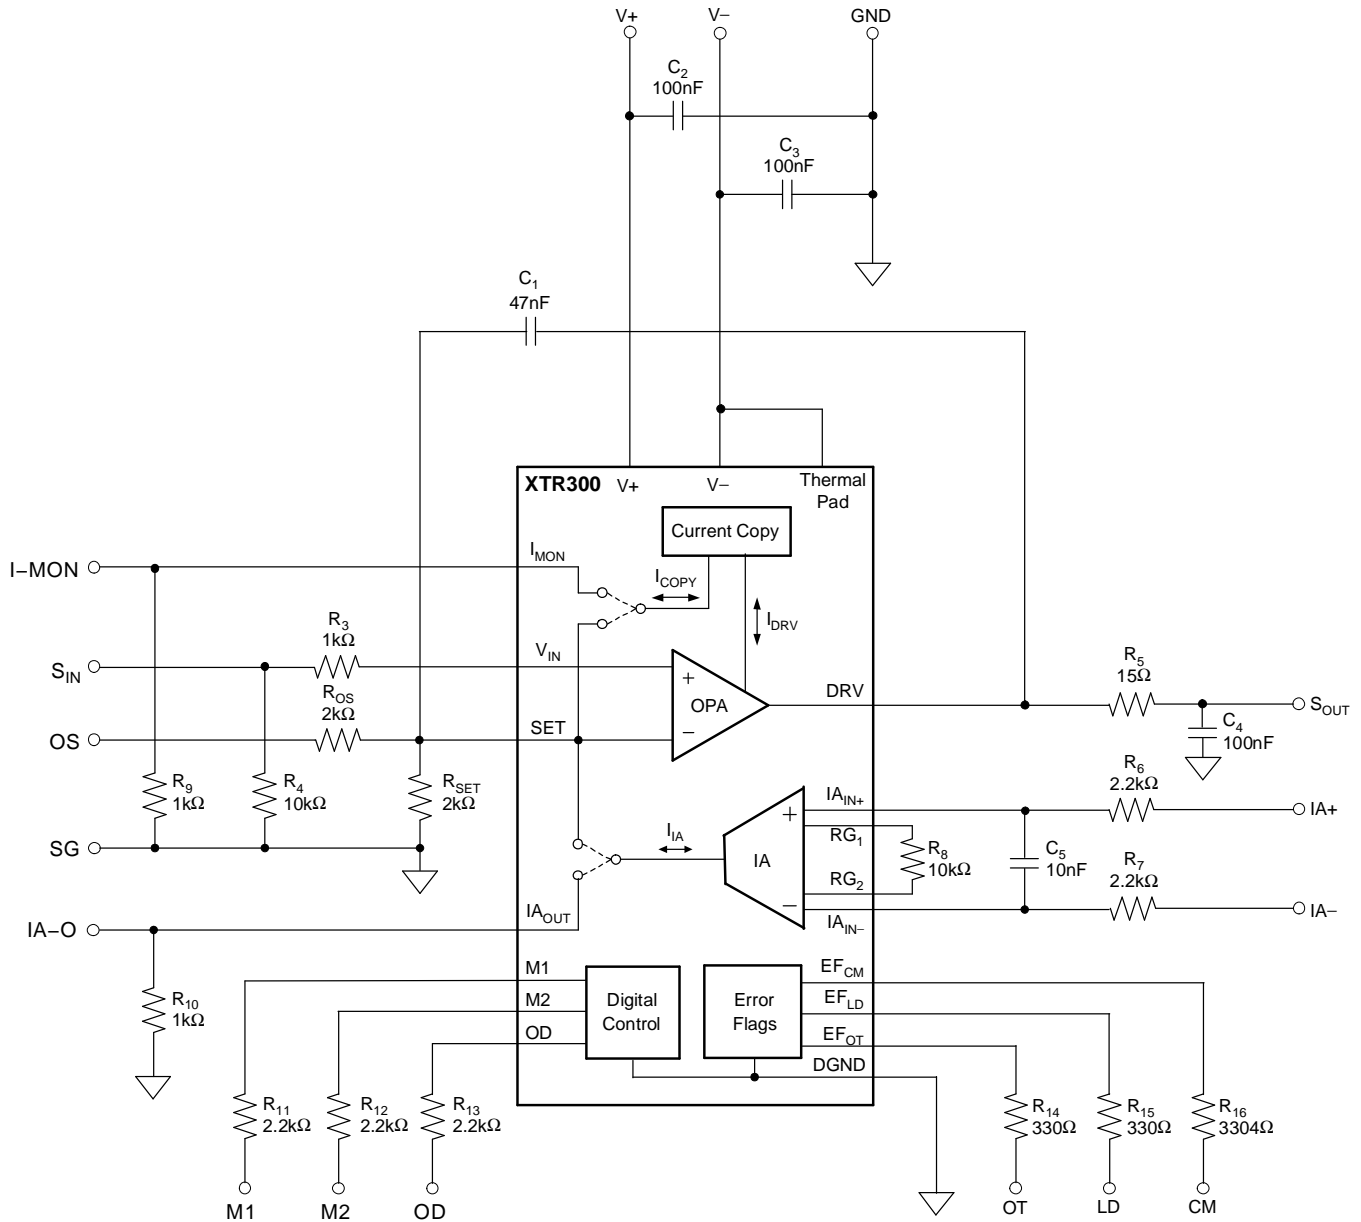 V+
V−
GND
C2
100nF
C3
100nF
C1
47nF
XTR300
V+
V−
Thermal
Pad
Current Copy
I−MON
IMON
ICOPY
IDRV
R3
1kΩ
SIN
VIN
ROS
2kΩ
+
OPA
−
DRV
R5
15Ω
SOUT
C4
100nF
OS
SET
R9
1kΩ
R4
10kΩ
RSET
2kΩ
SG
IIA
IA
+
−
IAIN+
RG1
R8
10kΩ
RG2
IAIN−
C5
10nF
R6
2.2kΩ
IA+
R7
2.2kΩ
IA−
IA−O
IAOUT
R10
1kΩ
M1
M2
OD
Digital
Control
Error
Flags
EFCM
EFLD
EFOT
DGND
R11
2.2kΩ
R12
2.2kΩ
R13
2.2kΩ
R14
330Ω
R15
330Ω
R16
3304Ω
M1
M2
OD
OT
LD
CM